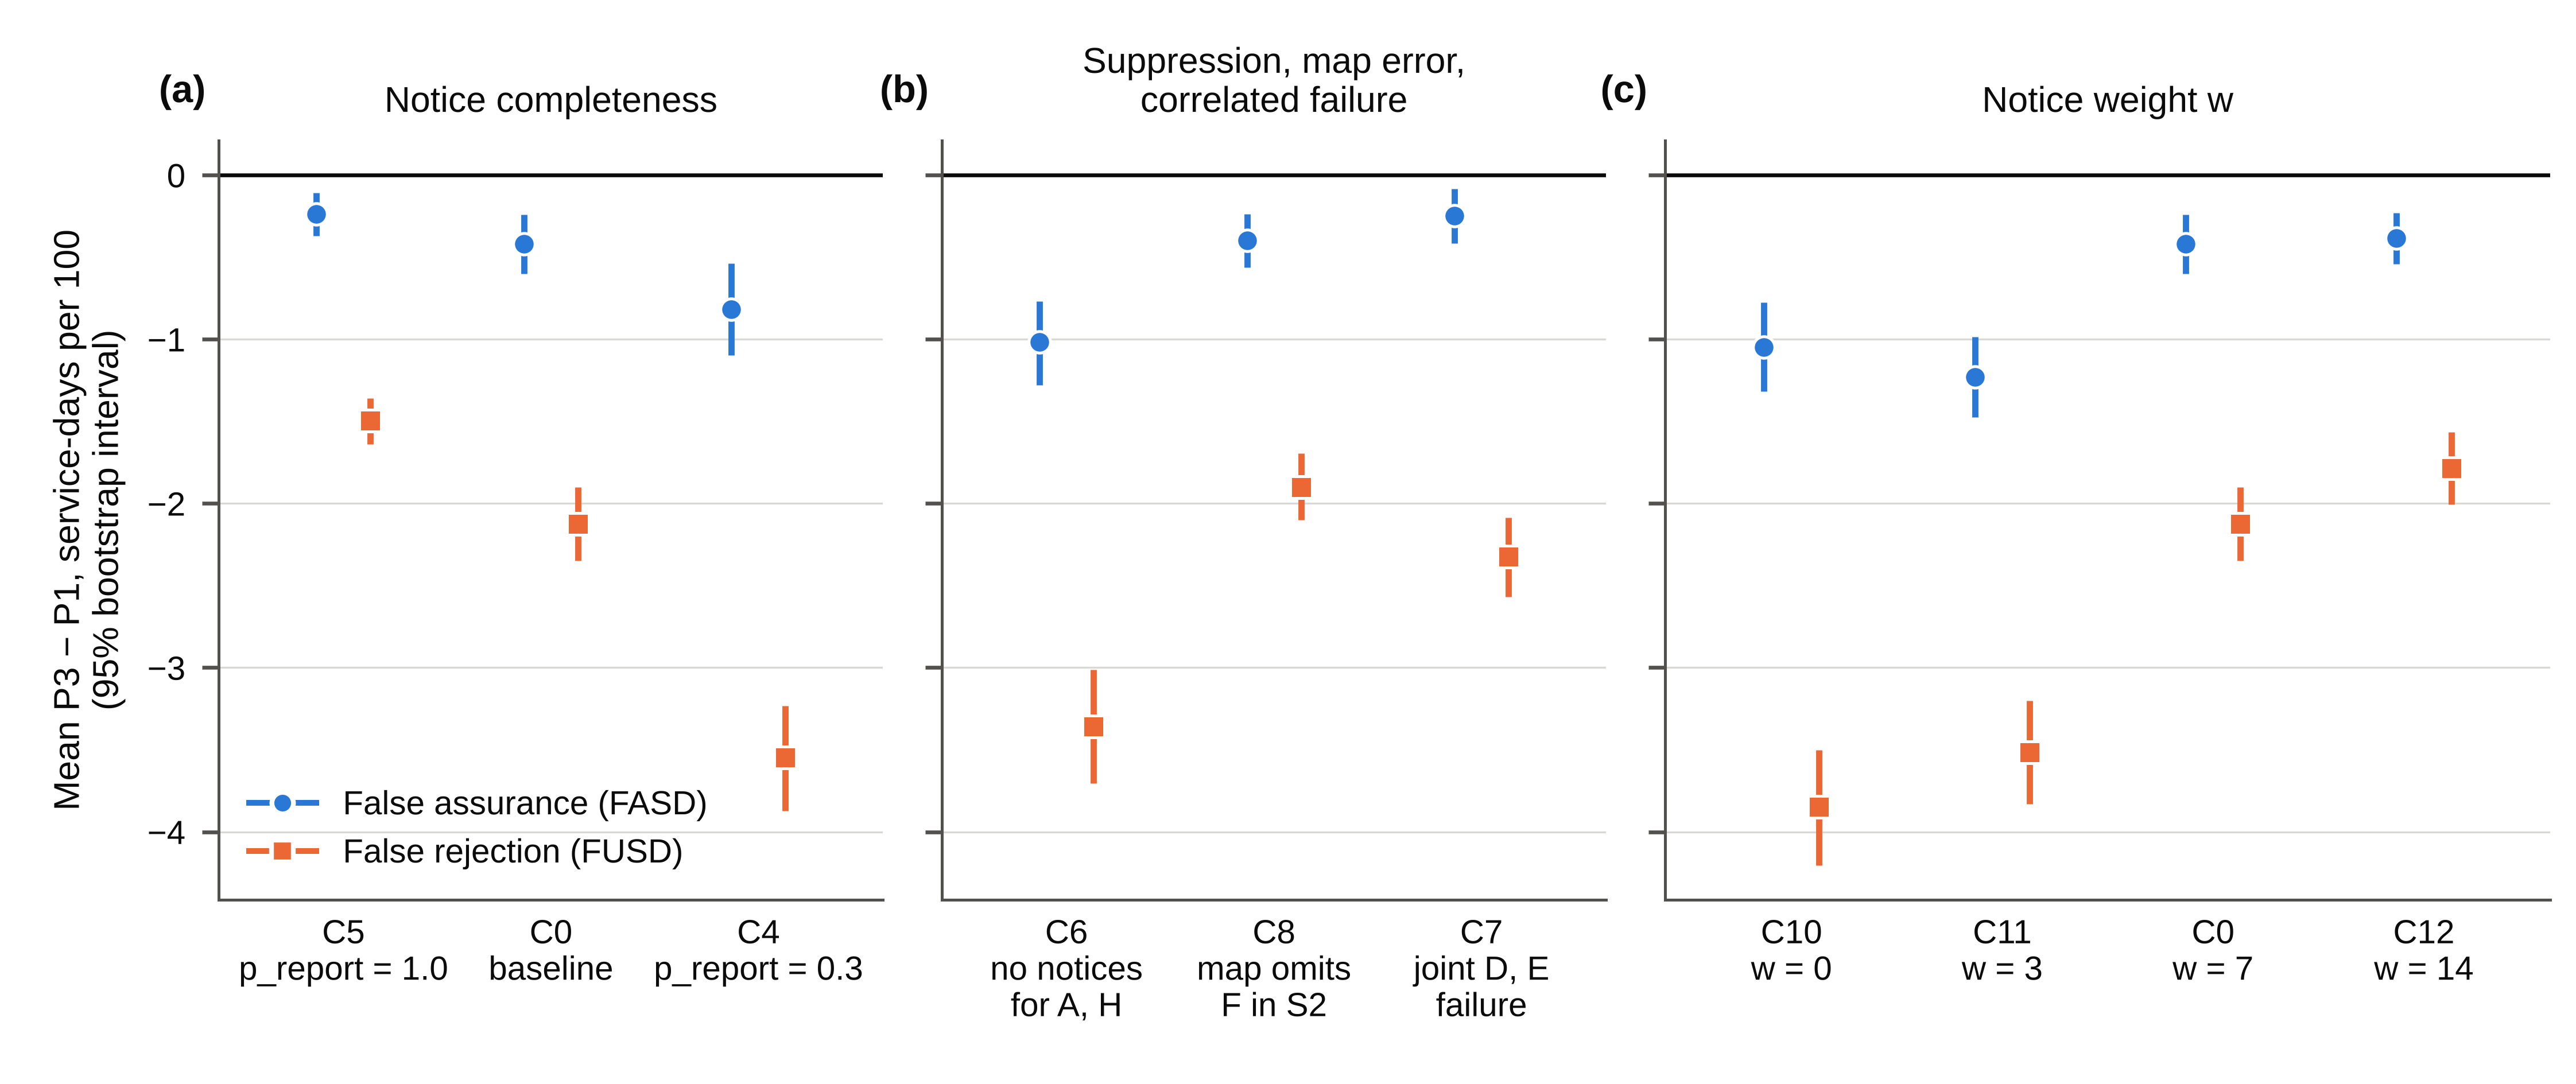 (a)
Notice completeness
(b)
Suppression, map error,
correlated failure
(c)
Notice weight w
Mean P3 − P1, service-days per 100
(95% bootstrap interval)
0
−1
−2
−3
−4
False assurance (FASD)
False rejection (FUSD)
C5
p_report = 1.0
C0
baseline
C4
p_report = 0.3
C6
no notices
for A, H
C8
map omits
F in S2
C7
joint D, E
failure
C10
w = 0
C11
w = 3
C0
w = 7
C12
w = 14